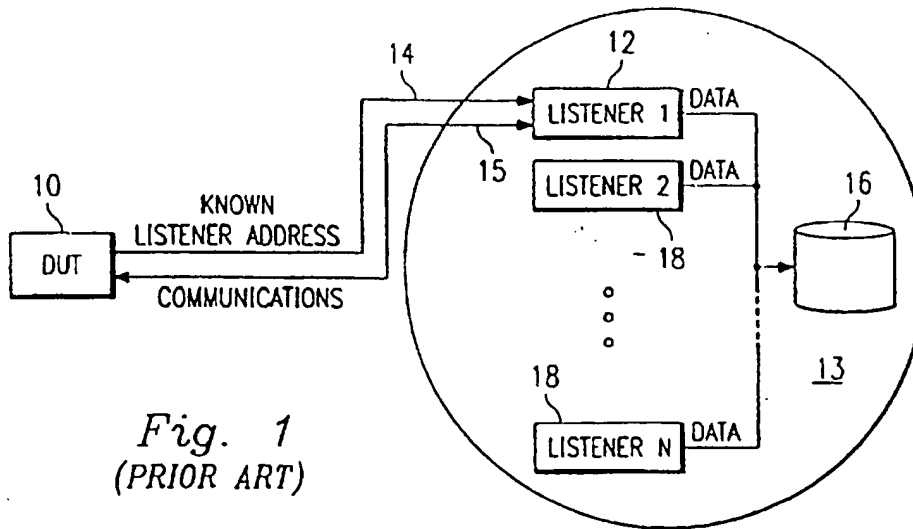 14
12
LISTENER 1
DATA
15
10
KNOWN
LISTENER ADDRESS
DUT
COMMUNICATIONS
LISTENER 2
DATA
18
16
13
18
LISTENER N
DATA
Fig. 1
(PRIOR ART)